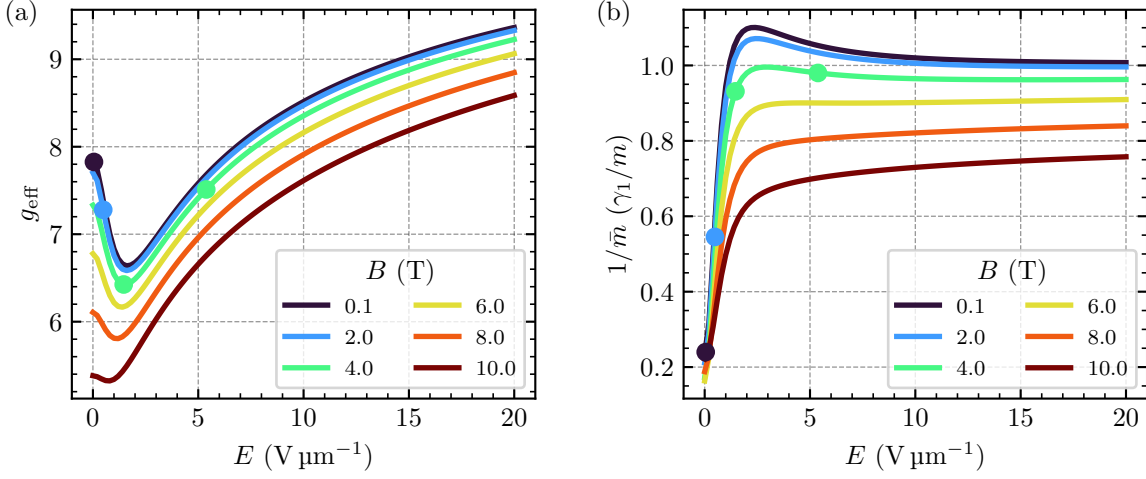 (a)
9
8
7
6
g_eff
0 5 10 15 20
E (V µm⁻¹)
B (T)
0.1 6.0
2.0 8.0
4.0 10.0
(b)
1.0
0.8
0.6
0.4
0.2
1/m̄ (γ₁/m)
0 5 10 15 20
E (V µm⁻¹)
B (T)
0.1 6.0
2.0 8.0
4.0 10.0